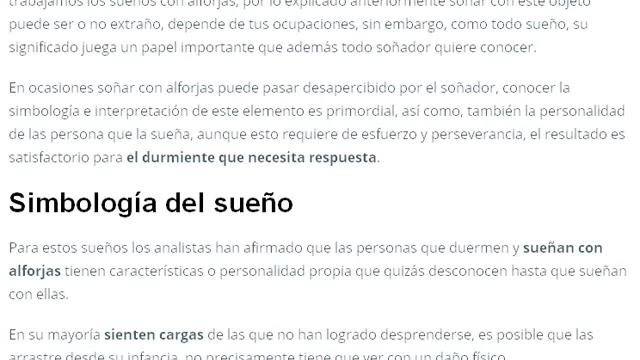 trabajamos los sueños con alforjas, por lo explicado anteriormente soñar con este objeto
puede ser o no extraño, depende de tus ocupaciones, sin embargo, como todo sueño, su
significado juega un papel importante que además todo soñador quiere conocer.
En ocasiones soñar con alforjas puede pasar desapercibido por el soñador, conocer la
simbología e interpretación de este elemento es primordial, así como, también la personalidad
de las persona que la sueña, aunque esto requiere de esfuerzo y perseverancia, el resultado es
satisfactorio para el durmiente que necesita respuesta.
Simbología del sueño
Para estos sueños los analistas han afirmado que las personas que duermen y sueñan con
alforjas tienen características o personalidad propia que quizás desconocen hasta que sueñan
con ellas.
En su mayoría sienten cargas de las que no han logrado desprenderse, es posible que las
arrastre desde su infancia, no precisamente tiene que ver con un daño físico